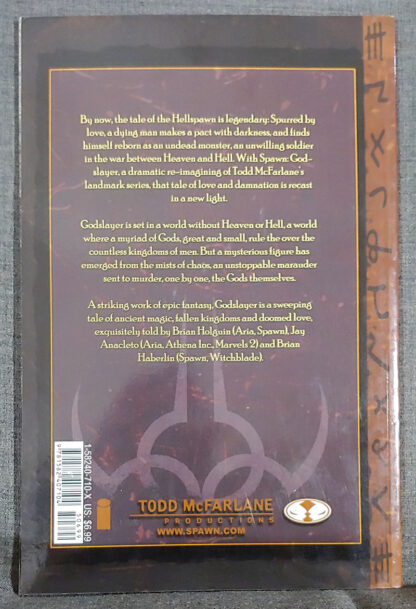 By now, the tale of the Hellspawn is legendary: Spurred by
love, a dying man makes a pact with darkness, and finds
himself reborn as an undead monster, an unwilling soldier
in the war between Heaven and Hell. With Spawn: God-
slayer, a dramatic re-imagining of Todd McFarlane's
landmark series, that tale of love and damnation is recast
in a new light.
Godslayer is set in a world without Heaven or Hell, a world
where a myriad of Gods, great and small, rule the over the
countless kingdoms of men. But a mysterious figure has
emerged from the mists of chaos, an unstoppable marauder
sent to murder, one by one, the Gods themselves.
A striking work of epic fantasy, Godslayer is a sweeping
tale of ancient magic, fallen kingdoms and doomed love,
exquisitely told by Brian Holguin (Aria, Spawn), Jay
Anacleto (Aria, Athena Inc., Marvels 2) and Brian
Haberlin (Spawn, Witchblade).
1-58240-710-X US: $6.99
50699
TODD McFARLANE
PRODUCTIONS
WWW.SPAWN.COM